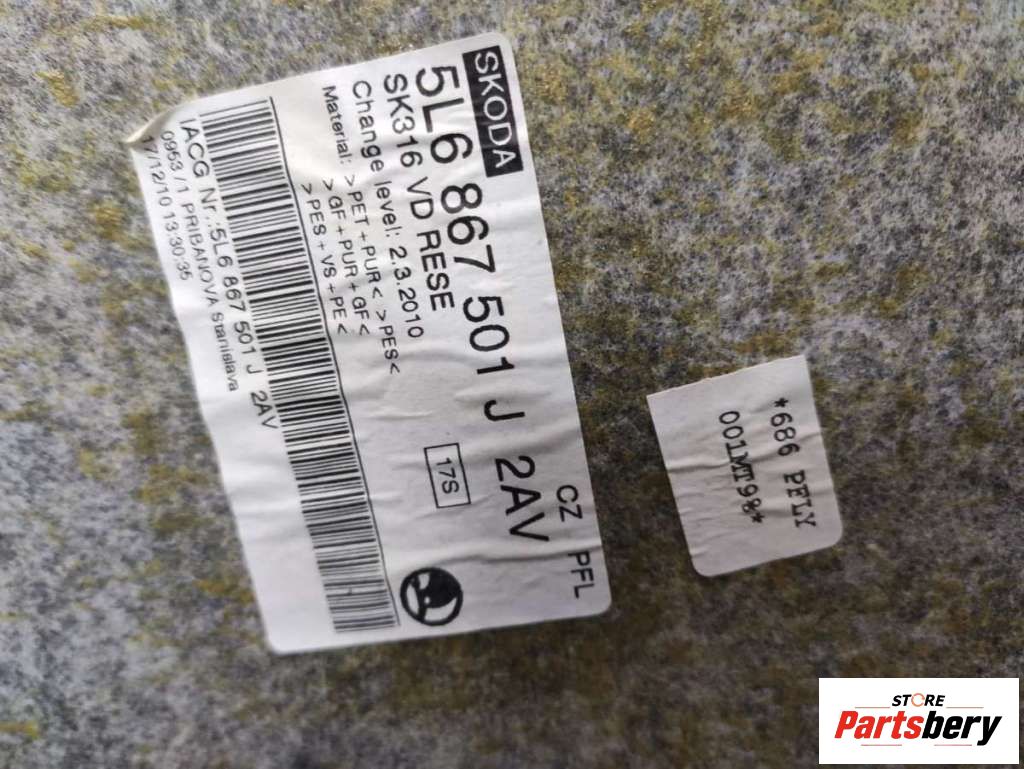 SKODA
CZ PFL
5L6 867 501 J 2AV
SK316 VD RESE
17S
Change level: 2.3.2010
Material: >PET+PUR< >PES<
>GF+PUR+GF<
>PES+VS+PE<
IACG Nr.:5L6 867 501 J 2AV
0953/1 PRIBANOVA Stanislava
17/12/10 13:30:35
*686 PFLY
001MT98*
STORE
Partsbery